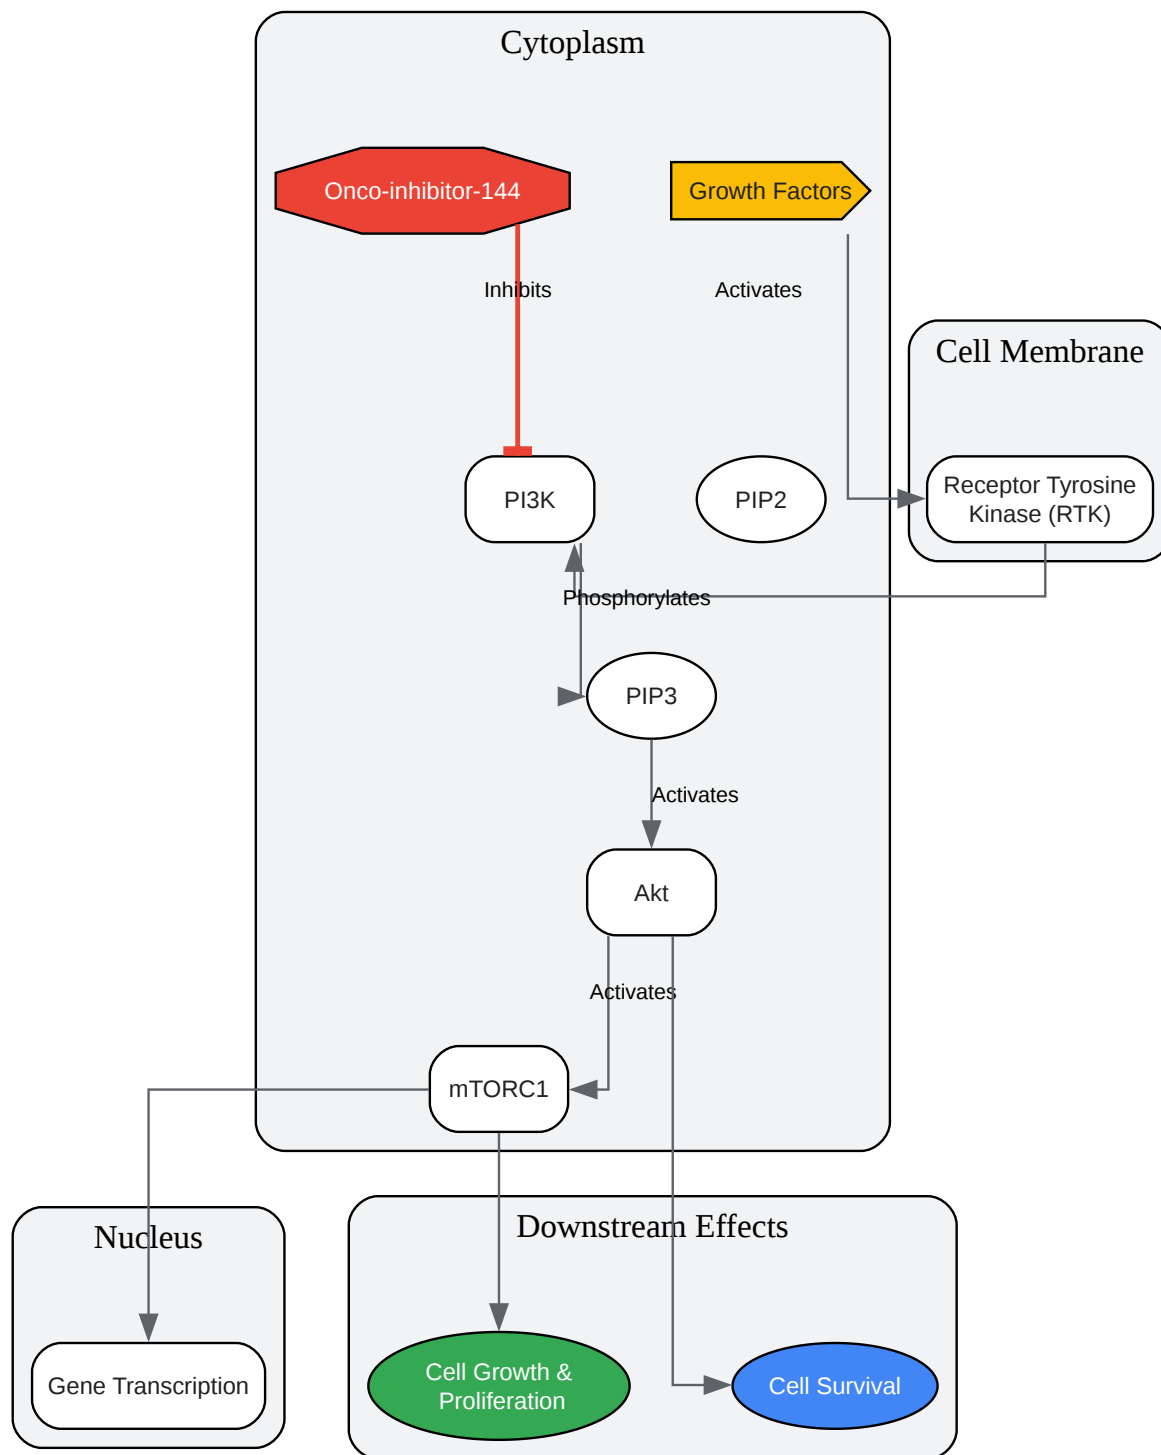 Cytoplasm
Onco-inhibitor-144
Growth Factors
Inhibits
Activates
Cell Membrane
PI3K
PIP2
Receptor Tyrosine
Kinase (RTK)
Phosphorylates
PIP3
Activates
Akt
Activates
mTORC1
Nucleus
Downstream Effects
Gene Transcription
Cell Growth &
Proliferation
Cell Survival